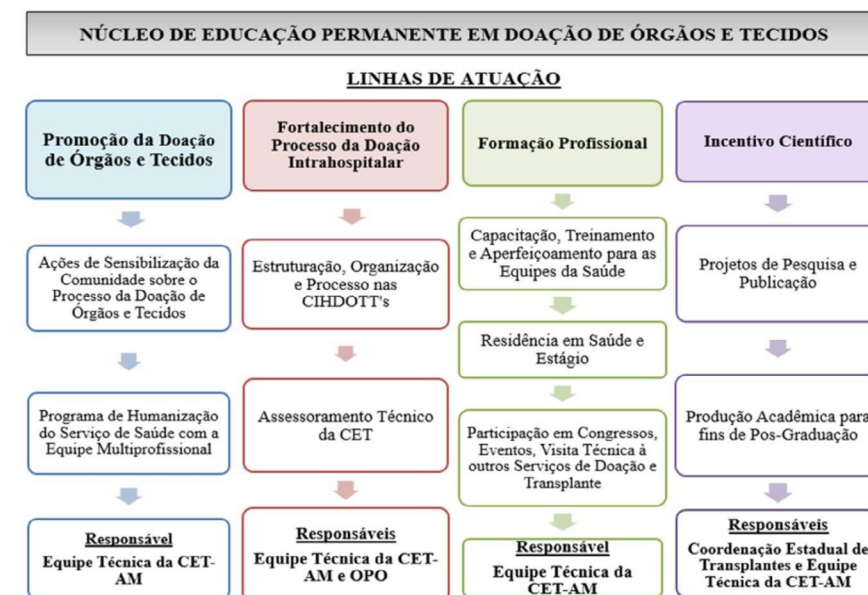 NÚCLEO DE EDUCAÇÃO PERMANENTE EM DOAÇÃO DE ÓRGÃOS E TECIDOS
LINHAS DE ATUAÇÃO
Promoção da Doação
de Órgãos e Tecidos
Ações de Sensibilização da
Comunidade sobre o
Processo da Doação de
Órgãos e Tecidos
Programa de Humanização
do Serviço de Saúde com a
Equipe Multiprofissional
Responsável
Equipe Técnica da CET-
AM
Fortalecimento do
Processo da Doação
Intrahospitalar
Estruturação, Organização
e Processo nas
CIHDOTT's
Assessoramento Técnico
da CET
Responsáveis
Equipe Técnica da CET-
AM e OPO
Formação Profissional
Capacitação, Treinamento
e Aperfeiçoamento para as
Equipes da Saúde
Residência em Saúde e
Estágio
Participação em Congressos,
Eventos, Visita Técnica à
outros Serviços de Doação e
Transplante
Responsável
Equipe Técnica da
CET-AM
Incentivo Científico
Projetos de Pesquisa e
Publicação
Produção Acadêmica para
fins de Pos-Graduação
Responsáveis
Coordenação Estadual de
Transplantes e Equipe
Técnica da CET-AM